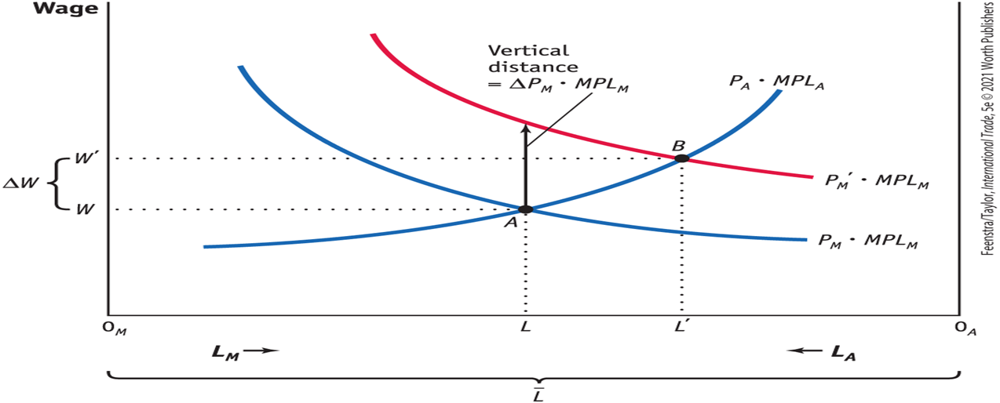 Wage
Vertical
distance
= ΔP_M • MPL_M
P_A • MPL_A
B
W′
ΔW
W
A
P_M′ • MPL_M
P_M • MPL_M
O_M
L
L′
O_A
L_M →
← L_A
L̅
Feenstra/Taylor, International Trade, 5e © 2021 Worth Publishers